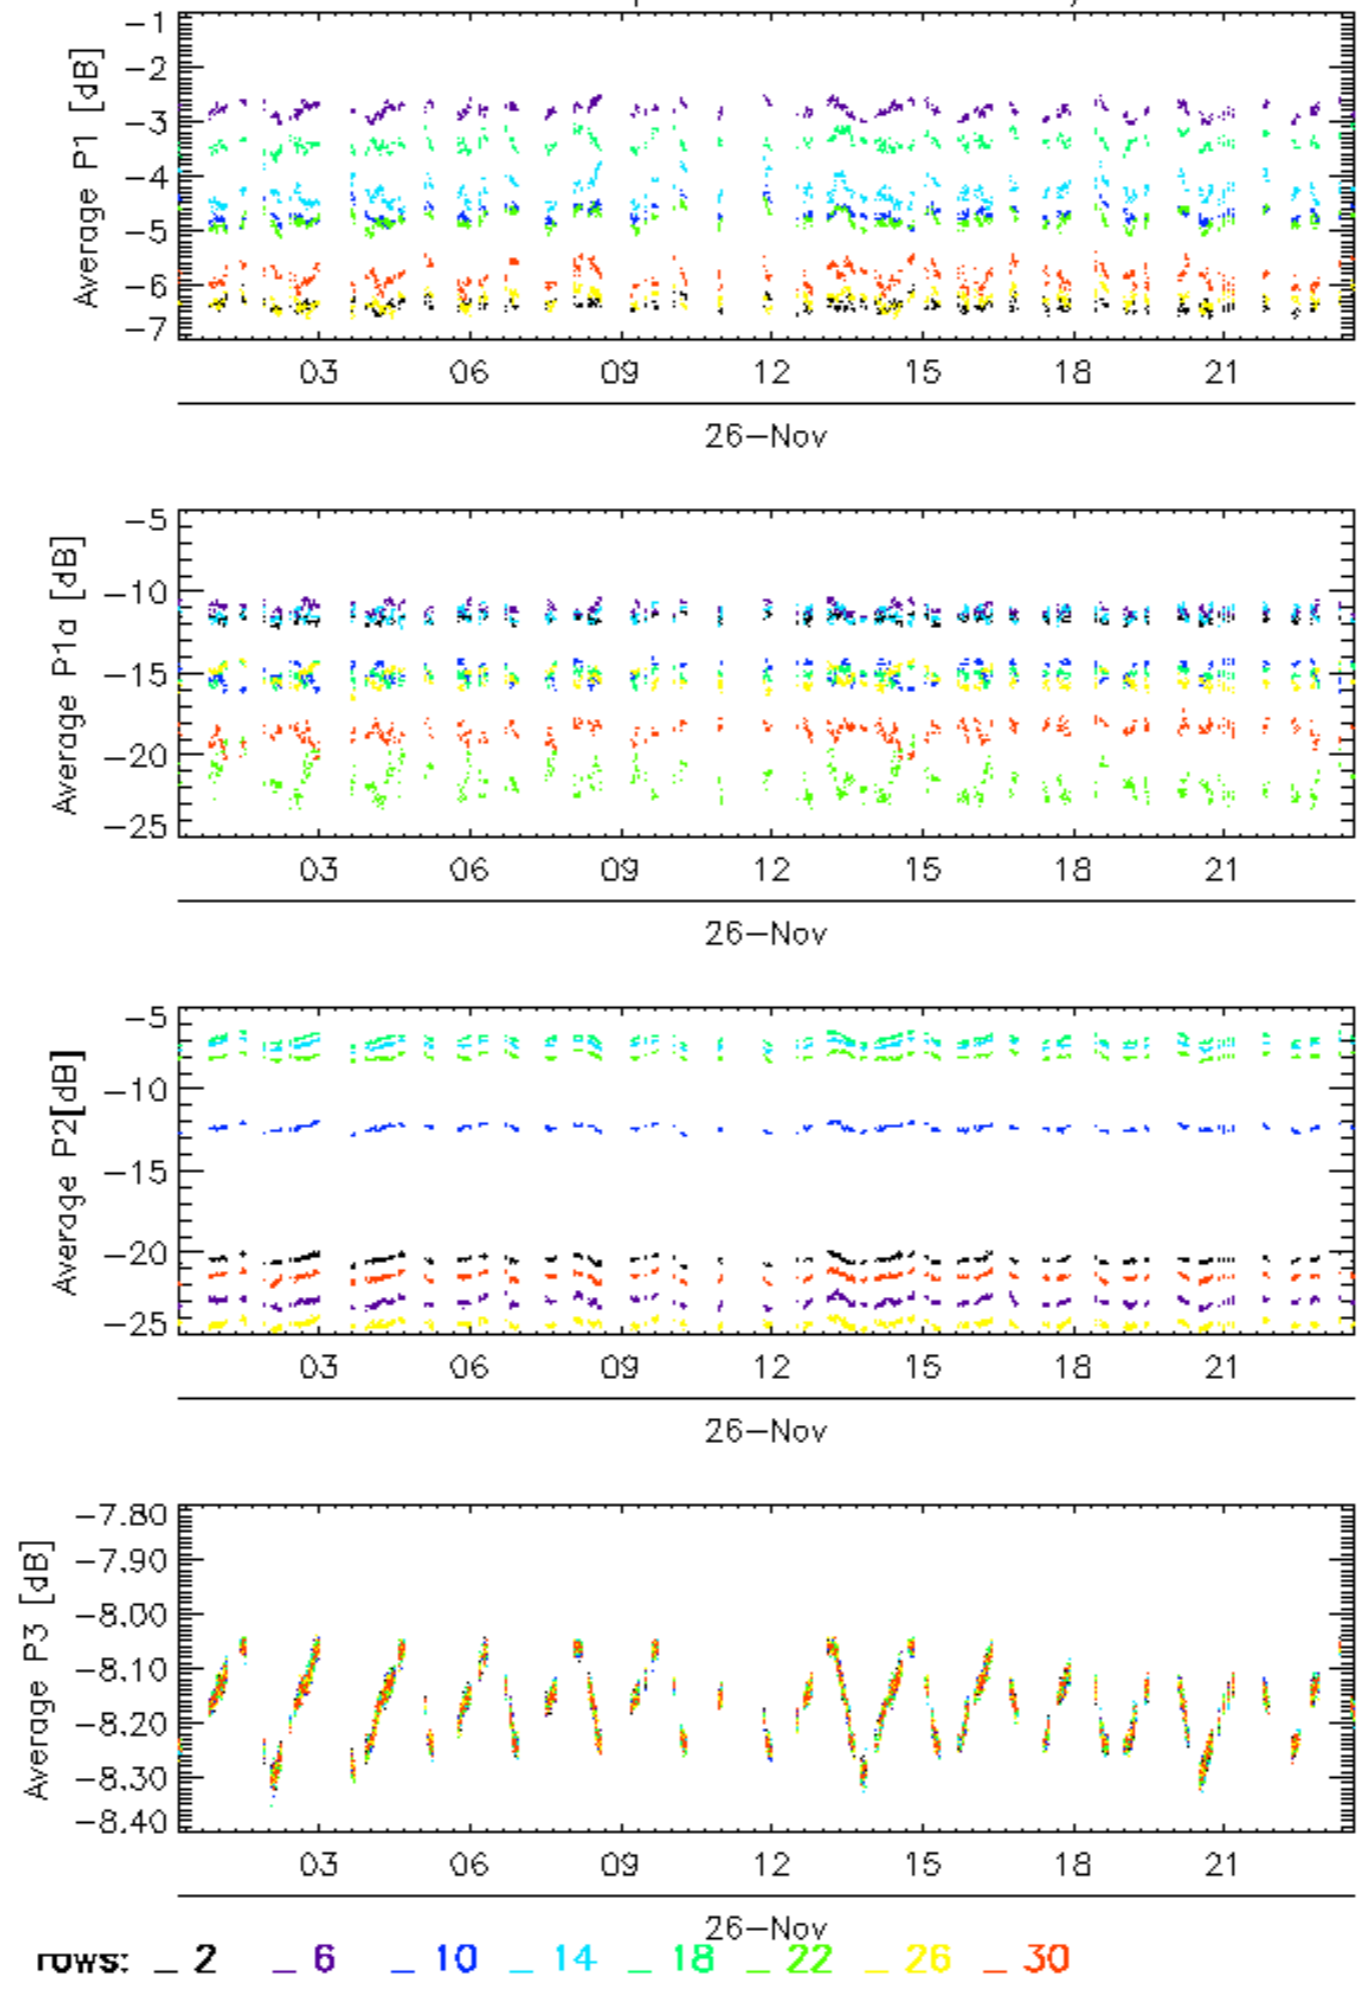 −1
−2
−3
−4
−5
−6
−7
Average P1 [dB]
03 06 09 12 15 18 21
26−Nov
−5
−10
−15
−20
−25
Average P1a [dB]
03 06 09 12 15 18 21
26−Nov
−5
−10
−15
−20
−25
Average P2[dB]
03 06 09 12 15 18 21
26−Nov
−7.80
−7.90
−8.00
−8.10
−8.20
−8.30
−8.40
Average P3 [dB]
03 06 09 12 15 18 21
26−Nov
rows: _ 2 _ 6 _ 10 _ 14 _ 18 _ 22 _ 26 _ 30